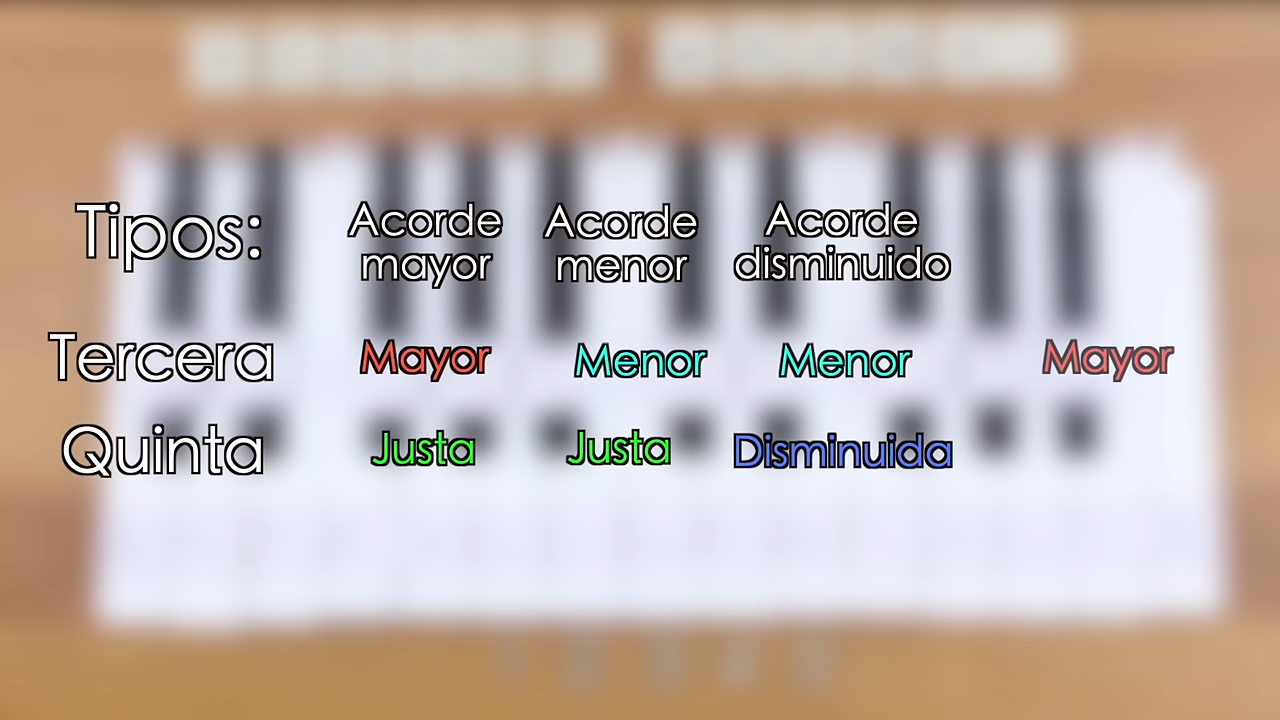 Tipos: Acorde mayor Acorde menor Acorde disminuido
Tercera Mayor Menor Menor Mayor
Quinta Justa Justa Disminuida